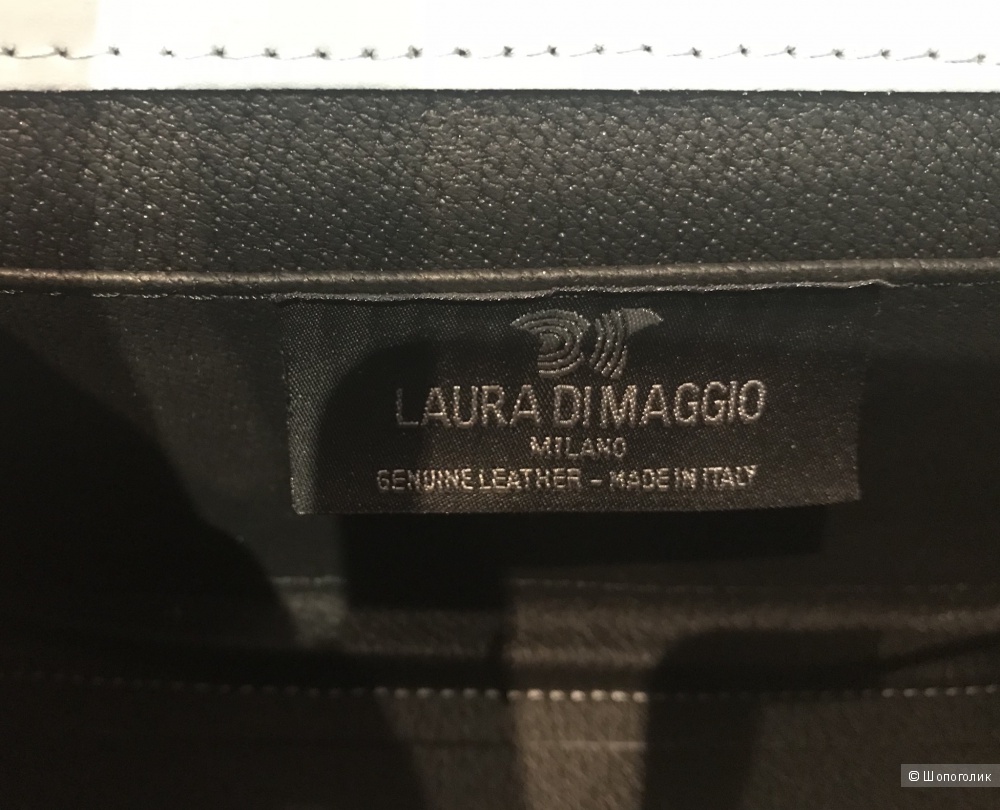 LAURA DI MAGGIO
MILANO
GENUINE LEATHER - MADE IN ITALY
© Шопоголик